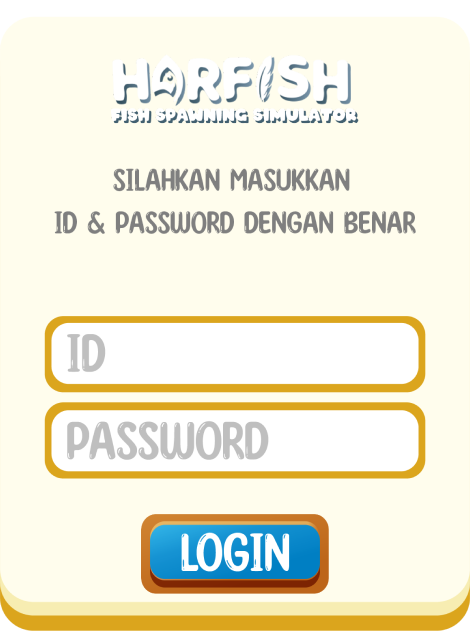 HARFISH
FISH SPAWNING SIMULATOR
SILAHKAN MASUKKAN
ID & PASSWORD DENGAN BENAR
ID
PASSWORD
LOGIN